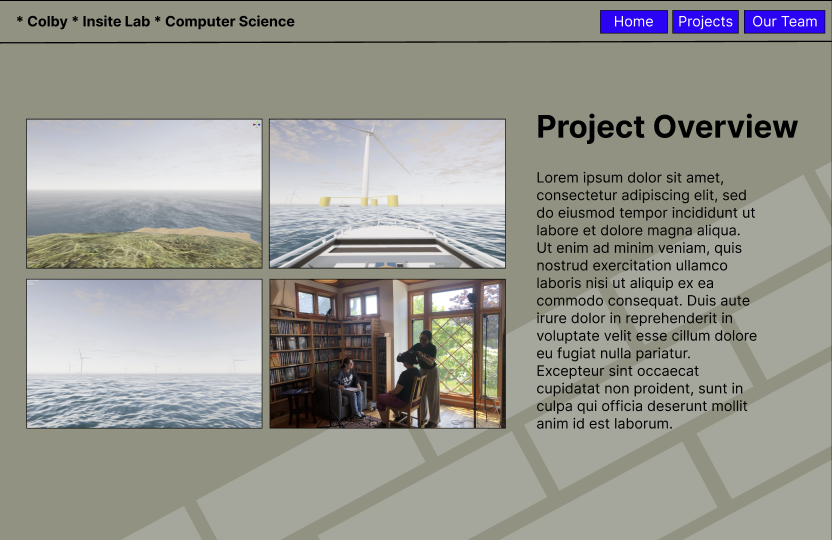 * Colby * Insite Lab * Computer Science
Home
Projects
Our Team
Project Overview
Lorem ipsum dolor sit amet,
consectetur adipiscing elit, sed
do eiusmod tempor incididunt ut
labore et dolore magna aliqua.
Ut enim ad minim veniam, quis
nostrud exercitation ullamco
laboris nisi ut aliquip ex ea
commodo consequat. Duis aute
irure dolor in reprehenderit in
voluptate velit esse cillum dolore
eu fugiat nulla pariatur.
Excepteur sint occaecat
cupidatat non proident, sunt in
culpa qui officia deserunt mollit
anim id est laborum.